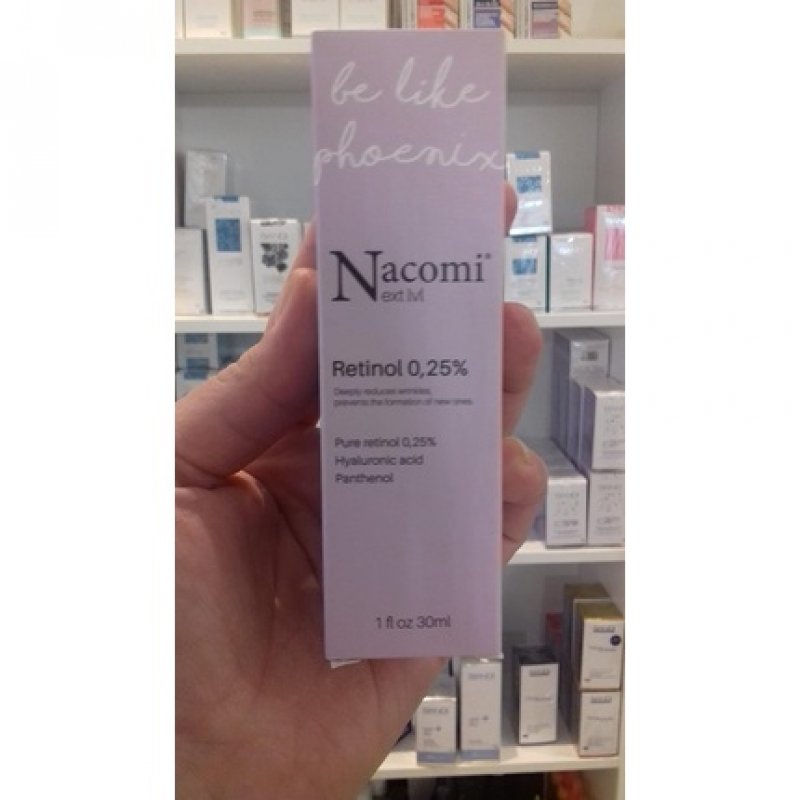 be like
phoenix
Nacomi®
ext lvl
Retinol 0,25%
Deeply reduces wrinkles,
prevents the formation of new ones.
Pure retinol 0,25%
Hyaluronic acid
Panthenol
1 fl oz 30ml